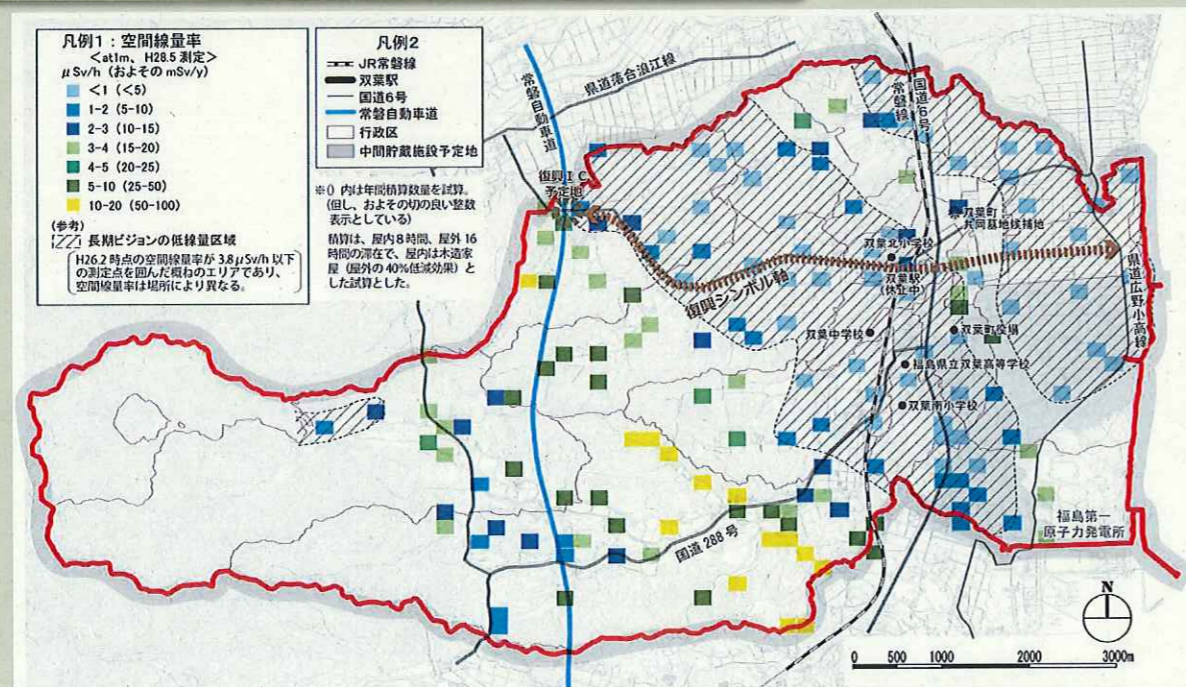 凡例1：空間線量率
<at1m、H28.5 測定>
μSv/h（およその mSv/y）
<1（<5）
1-2（5-10）
2-3（10-15）
3-4（15-20）
4-5（20-25）
5-10（25-50）
10-20（50-100）
(参考)
長期ビジョンの低線量区域
H26.2 時点の空間線量率が 3.8μSv/h 以下
の測定点を囲んだ概ねのエリアであり、
空間線量率は場所により異なる。
凡例2
JR常磐線
双葉駅
国道6号
常磐自動車道
行政区
中間貯蔵施設予定地
※() 内は年間積算数量を試算。
(但し、およその切の良い整数
表示としている)
積算は、屋内8時間、屋外16
時間の滞在で、屋内は木造家
屋（屋外の40%低減効果）と
した試算とした。
常磐自動車道
県道落合浪江線
常磐線
国道6号
復興IC
予定地
双葉町
共同墓地候補地
双葉北小学校
双葉駅
(休止中)
復興シンボル軸
県道広野小高線
双葉中学校
双葉町役場
福島県立双葉高等学校
双葉南小学校
国道288号
福島第一
原子力発電所
N
0 500 1000 2000 3000m